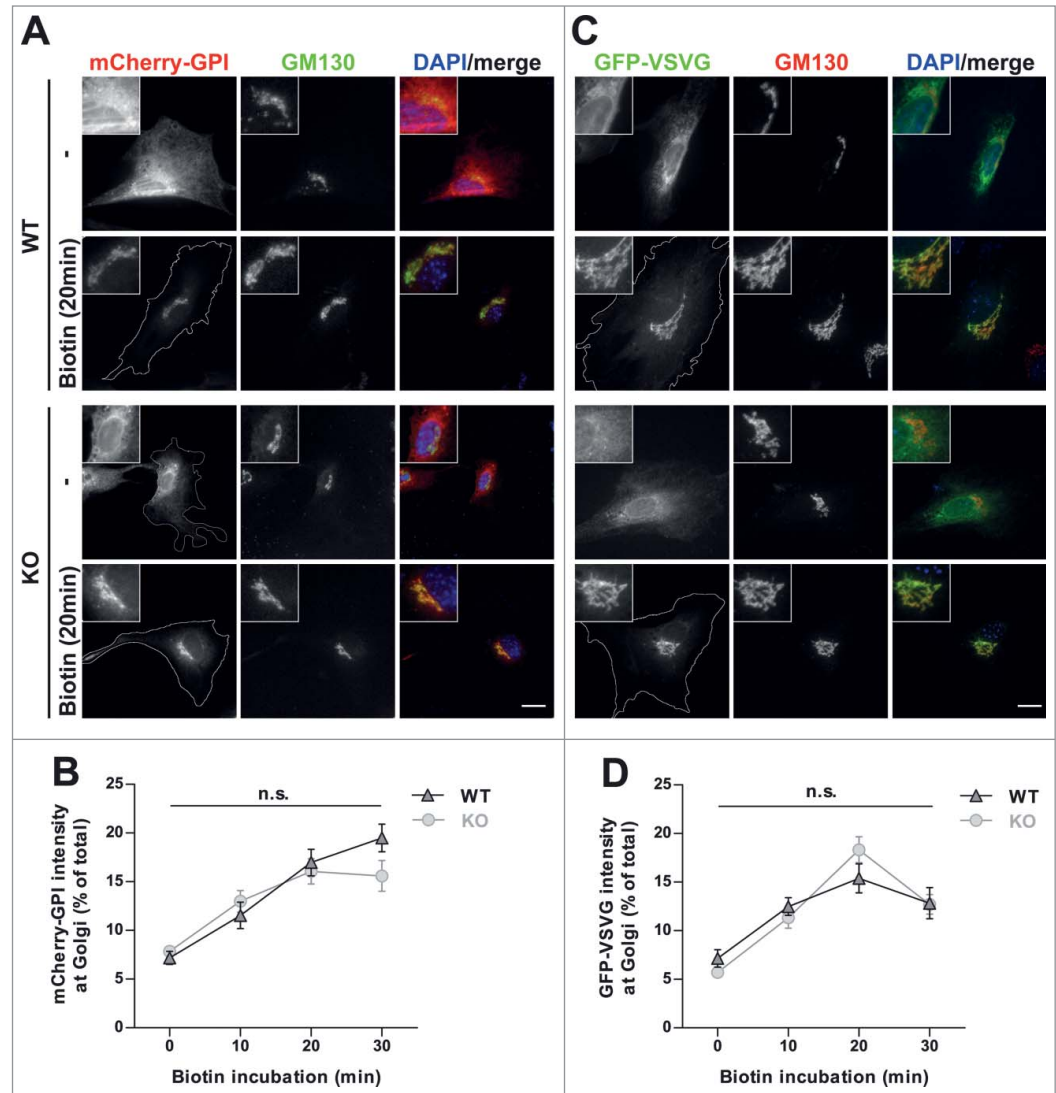 A
mCherry-GPI GM130 DAPI/merge
WT
-
Biotin (20min)
KO
-
Biotin (20min)
C
GFP-VSVG GM130 DAPI/merge
B
mCherry-GPI intensity
at Golgi (% of total)
25
20
15
10
5
0
n.s.
WT
KO
0 10 20 30
Biotin incubation (min)
D
GFP-VSVG intensity
at Golgi (% of total)
25
20
15
10
5
0
n.s.
WT
KO
0 10 20 30
Biotin incubation (min)